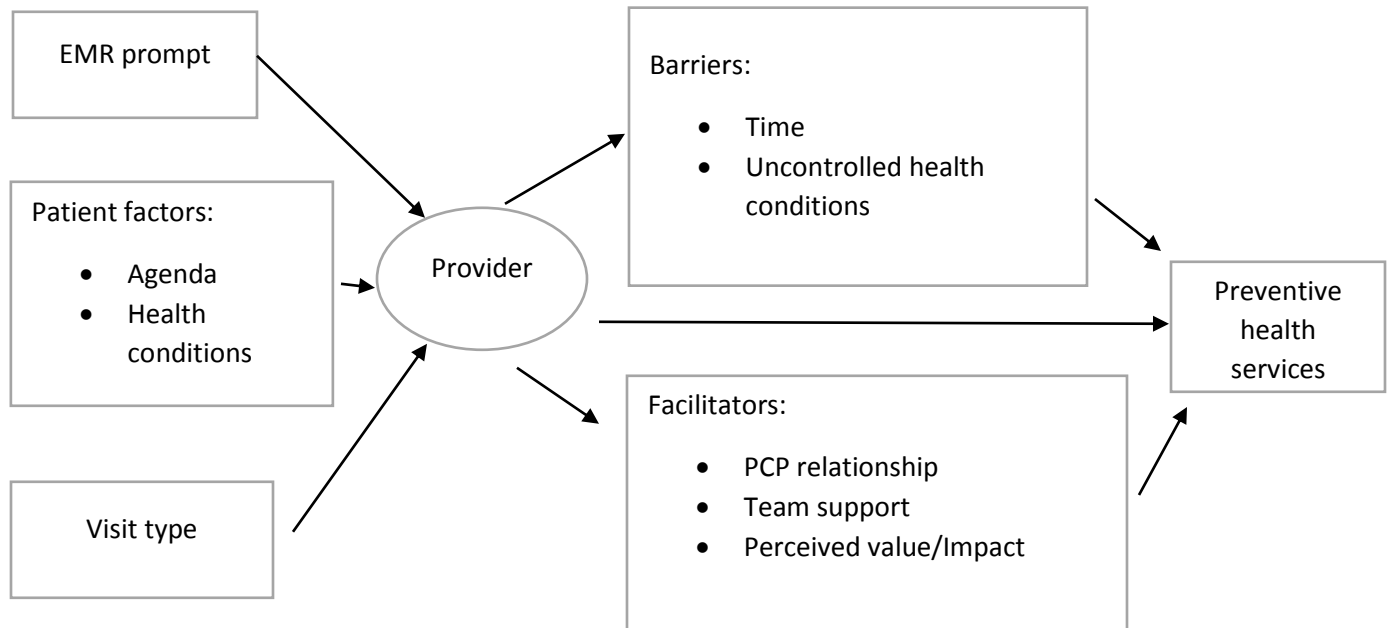 EMR prompt
Patient factors:
• Agenda
• Health
conditions
Visit type
Provider
Barriers:
• Time
• Uncontrolled health
conditions
Facilitators:
• PCP relationship
• Team support
• Perceived value/Impact
Preventive
health
services